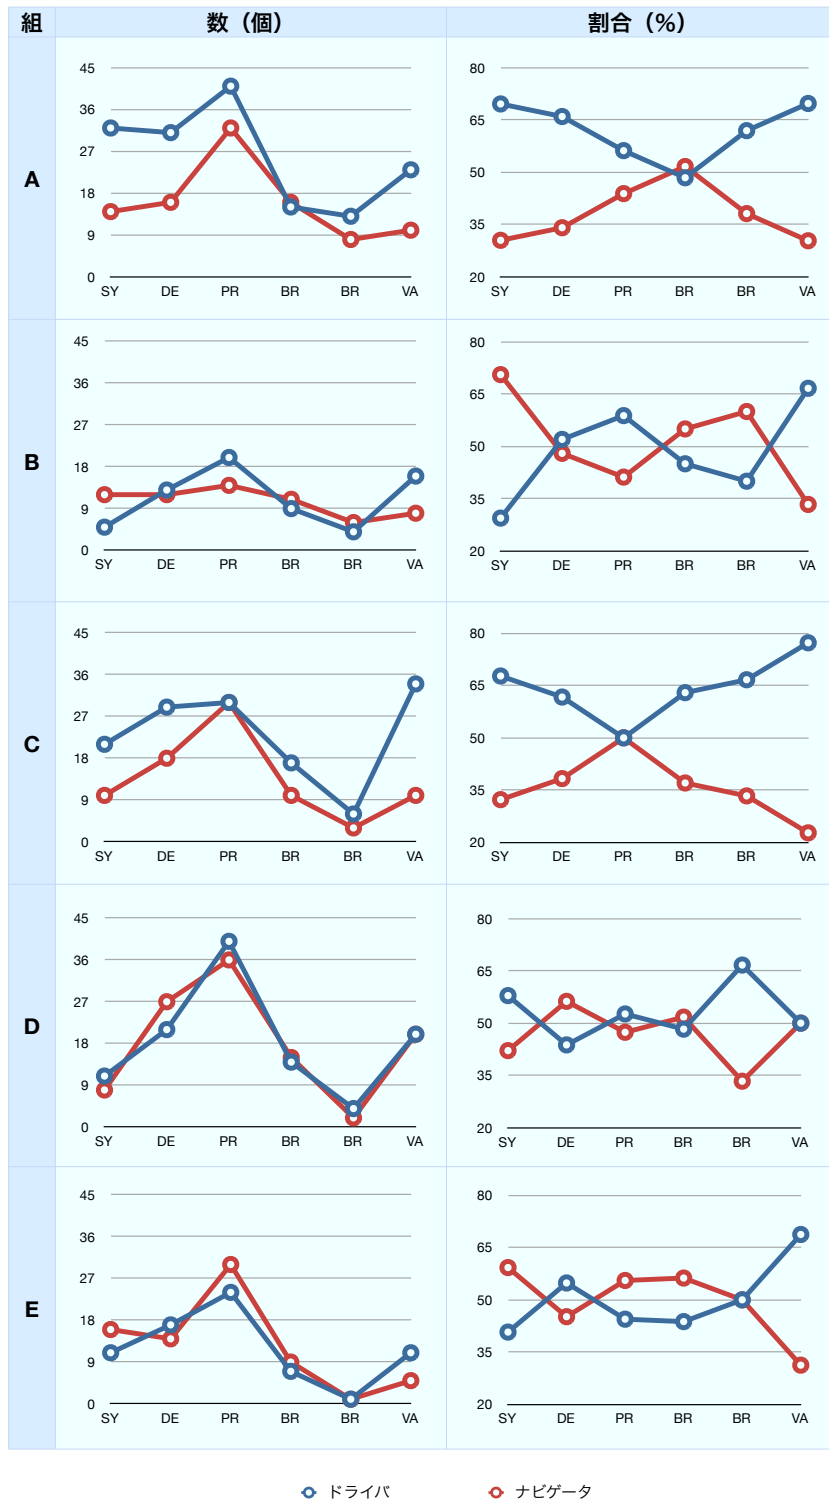 組 数（個） 割合（％）
A
45 80
36 65
27 50
18 35
9
0 20
SY DE PR BR BR VA SY DE PR BR BR VA
B
45 80
36 65
27 50
18 35
9
0 20
SY DE PR BR BR VA SY DE PR BR BR VA
C
45 80
36 65
27 50
18 35
9
0 20
SY DE PR BR BR VA SY DE PR BR BR VA
D
45 80
36 65
27 50
18 35
9
0 20
SY DE PR BR BR VA SY DE PR BR BR VA
E
45 80
36 65
27 50
18 35
9
0 20
SY DE PR BR BR VA SY DE PR BR BR VA
ドライバ ナビゲータ